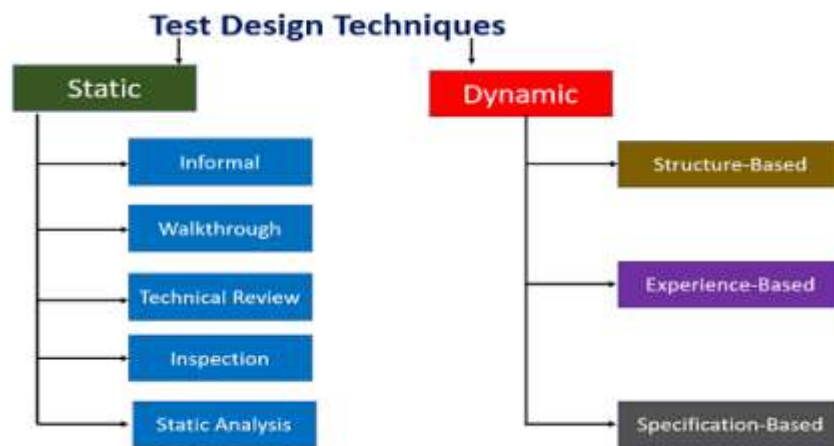 Test Design Techniques
Static
Dynamic
Informal
Structure-Based
Walkthrough
Technical Review
Experience-Based
Inspection
Static Analysis
Specification-Based